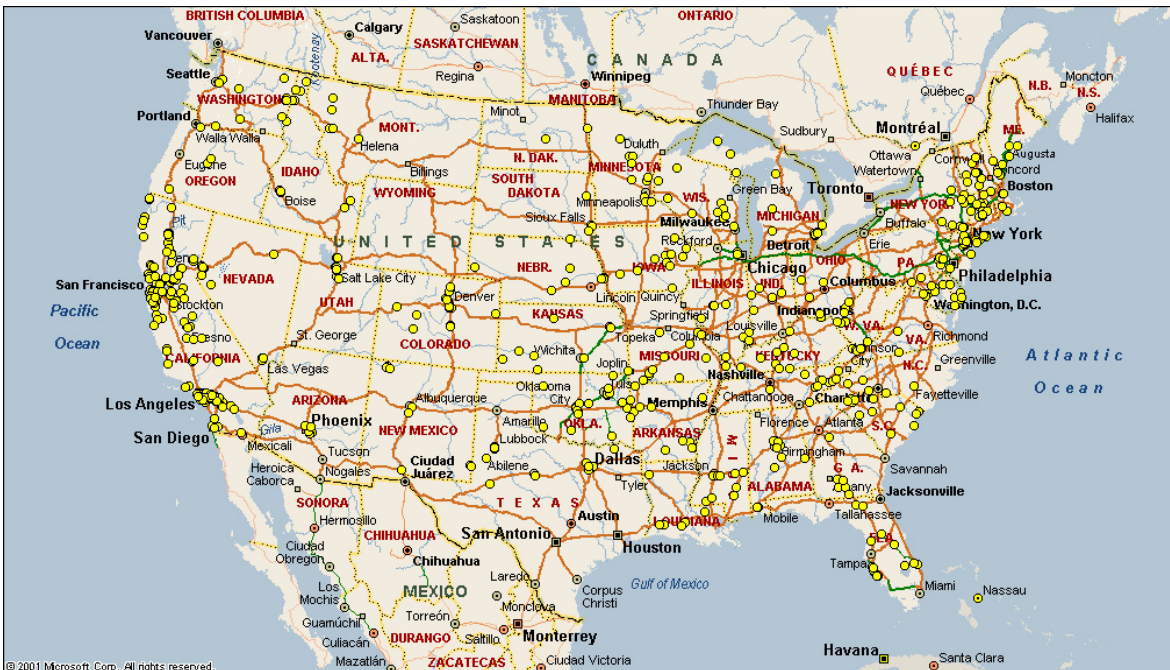 BRITISH COLUMBIA
Saskatoon
ONTARIO
Vancouver
Calgary
SASKATCHEWAN
CANADA
ALTA.
Kootenay
Regina
Winnipeg
QUÉBEC
N.B.
Moncton
N.S.
Seattle
WASHINGTON
MANITOBA
Thunder Bay
Québec
Halifax
Minot
Portland
Walla Walla
MONT.
Helena
Sudbury
Montréal
ME.
Duluth
Ottawa
Augusta
Eugene
OREGON
IDAHO
Billings
N. DAK.
MINNESOTA
Watertown
Boston
Boise
WYOMING
SOUTH
DAKOTA
Minneapolis
WIS.
Green Bay
Toronto
NEW YORK
Pit
Sioux Falls
Milwaukee
MICHIGAN
Buffalo
UNITED STATES
Rockford
Detroit
Erie
New York
NEVADA
Salt Lake City
NEBR.
IOWA
Chicago
OHIO
PA.
Philadelphia
San Francisco
Lincoln
Quincy
ILLINOIS
IND.
Columbus
Washington, D.C.
Stockton
UTAH
Denver
KANSAS
Springfield
Indianapolis
Pacific
Ocean
COLORADO
Topeka
Columbia
Louisville
W. VA.
VA.
Richmond
Fresno
St. George
Wichita
MISSOURI
KENTUCKY
Johnson
City
Greenville
Atlantic
Ocean
CALIFORNIA
Las Vegas
Joplin
Nashville
N.C.
Oklahoma
City
Tulsa
Chattanooga
Charlotte
Fayetteville
Los Angeles
ARIZONA
Albuquerque
Amarillo
Memphis
Phoenix
NEW MEXICO
OKLA.
ARKANSAS
Florence
Atlanta
S.C.
San Diego
Gila
Mexicali
Lubbock
Birmingham
Tucson
Ciudad
Juárez
Abilene
Dallas
Jackson
GA.
Savannah
Heroica
Caborca
Nogales
Tyler
ALABAMA
Albany
SONORA
TEXAS
Jacksonville
Hermosillo
Austin
LOUISIANA
Mobile
Tallahassee
CHIHUAHUA
San Antonio
Houston
FLA.
Ciudad
Obregón
Chihuahua
Tampa
Laredo
Gulf of Mexico
Los
Mochis
MEXICO
Corpus
Christi
Miami
Nassau
Monclova
Guamúchil
Torreón
Culiacán
DURANGO
Saltillo
Monterrey
Havana
Mazatlán
ZACATECAS
Ciudad Victoria
Santa Clara
© 2001 Microsoft Corp. All rights reserved.